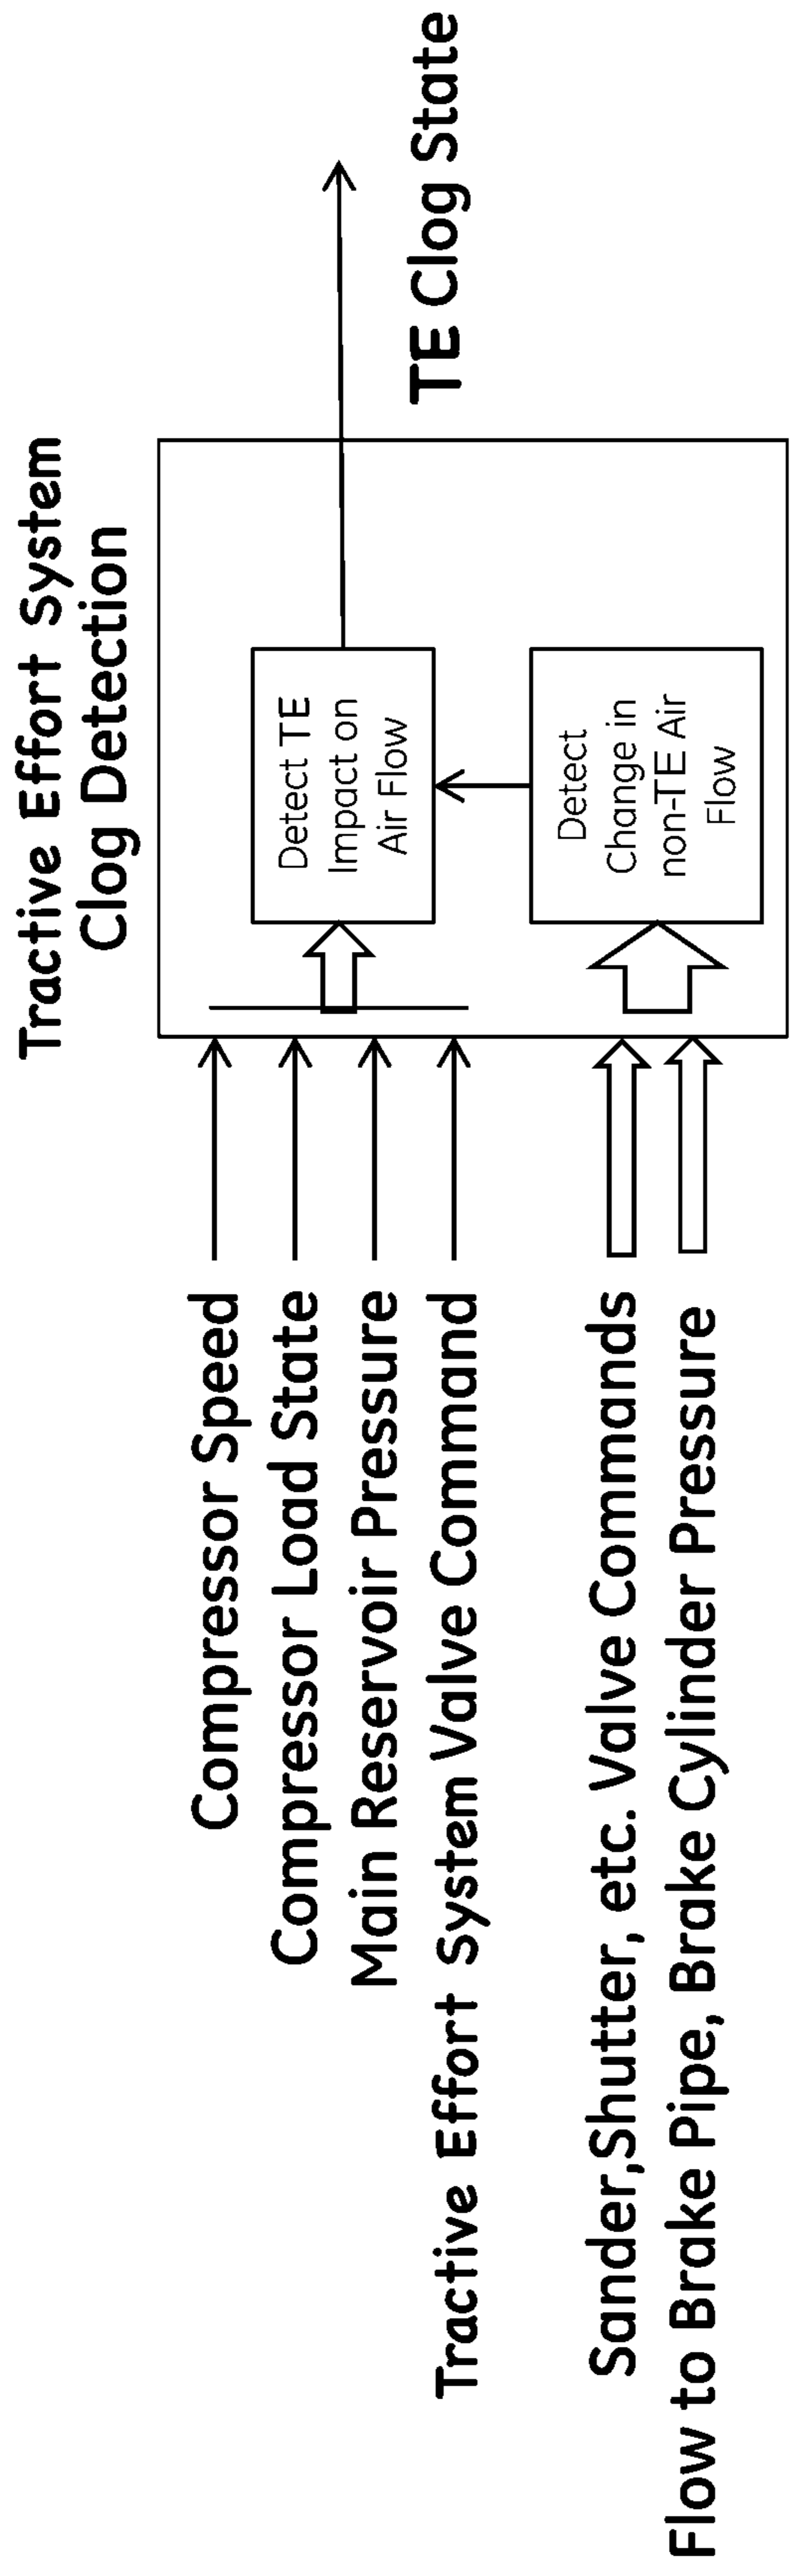 Tractive Effort System
Clog Detection
Compressor Speed
Compressor Load State
Main Reservoir Pressure
Tractive Effort System Valve Command
Sander,Shutter, etc. Valve Commands
Flow to Brake Pipe, Brake Cylinder Pressure
Detect TE
Impact on
Air Flow
Detect
Change in
non-TE Air
Flow
TE Clog State